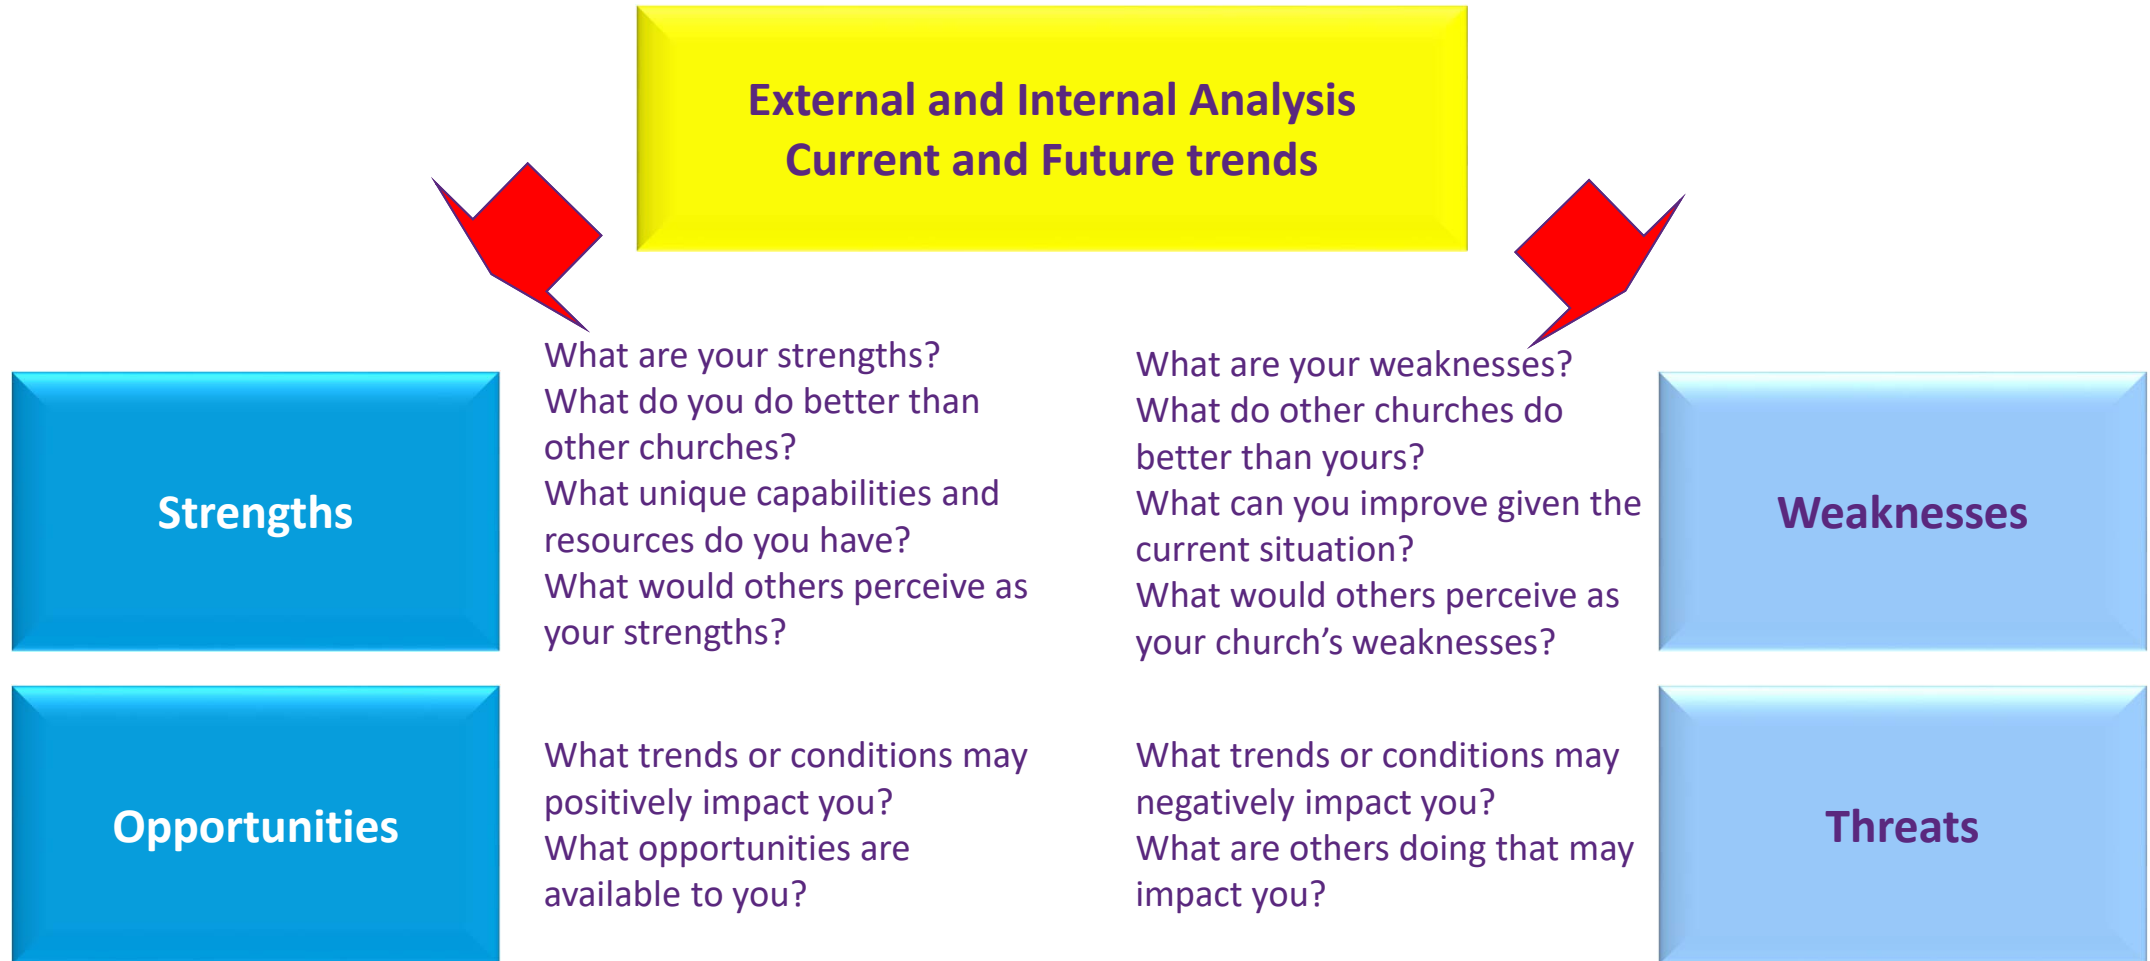 External and Internal Analysis
Current and Future trends
Strengths
What are your strengths?
What do you do better than
other churches?
What unique capabilities and
resources do you have?
What would others perceive as
your strengths?
What are your weaknesses?
What do other churches do
better than yours?
What can you improve given the
current situation?
What would others perceive as
your church’s weaknesses?
Weaknesses
Opportunities
What trends or conditions may
positively impact you?
What opportunities are
available to you?
What trends or conditions may
negatively impact you?
What are others doing that may
impact you?
Threats